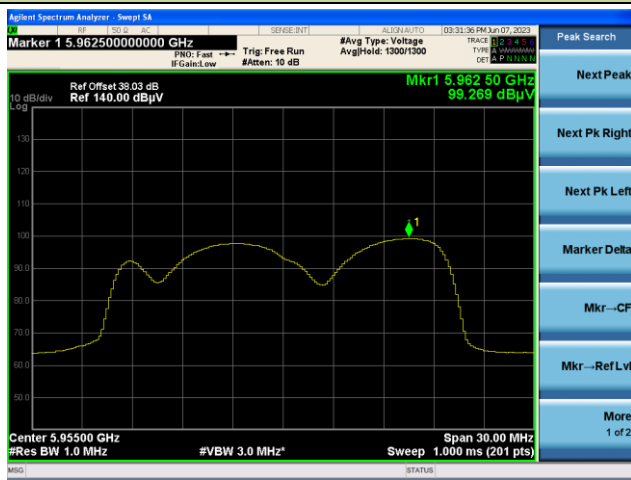 Agilent Spectrum Analyzer - Swept SA
RF 50 Ω AC SENSE:INT ALIGN AUTO 03:31:36 PM Jun 07, 2023
Marker 1 5.962500000000 GHz
PNO: Fast
IFGain:Low
Trig: Free Run
#Atten: 10 dB
#Avg Type: Voltage
Avg|Hold: 1300/1300
TRACE 1 2 3 4 5 6
TYPE A WWWWW
DET A P N N N N
Peak Search
Ref Offset 38.03 dB
10 dB/div Ref 140.00 dBµV
Log
Mkr1 5.962 50 GHz
99.269 dBµV
130
120
110
100
90.0
80.0
70.0
60.0
50.0
1
Center 5.95500 GHz
Span 30.00 MHz
#Res BW 1.0 MHz
#VBW 3.0 MHz*
Sweep 1.000 ms (201 pts)
MSG
STATUS
Next Peak
Next Pk Right
Next Pk Left
Marker Delta
Mkr→CF
Mkr→Ref Lvl
More
1 of 2